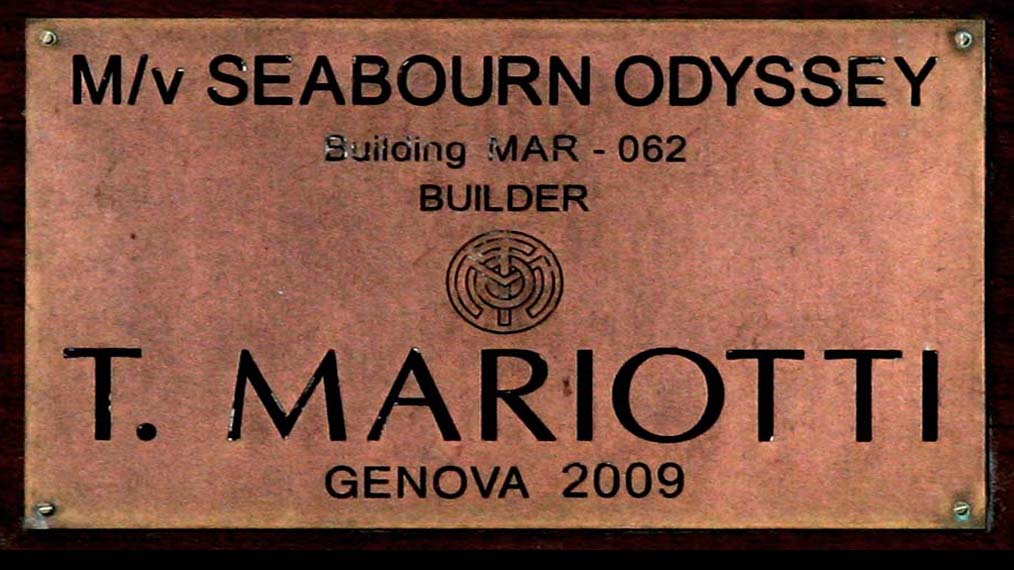 M/v SEABOURN ODYSSEY
Building MAR - 062
BUILDER
T. MARIOTTI
GENOVA 2009